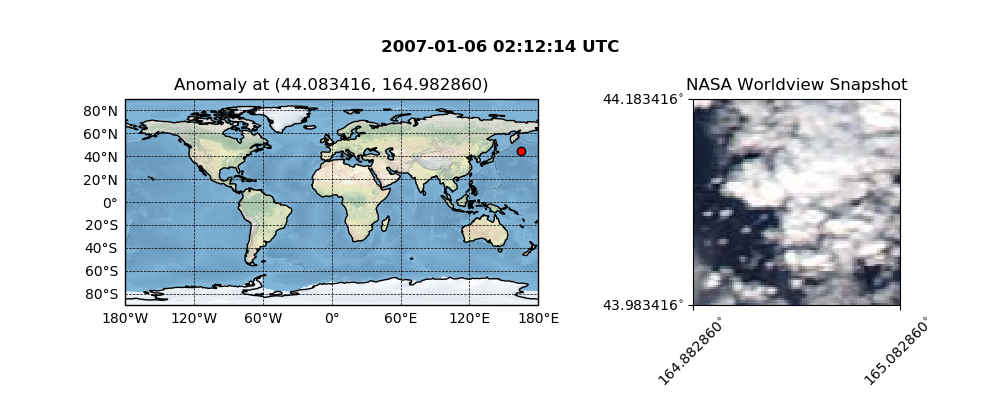 2007-01-06 02:12:14 UTC
Anomaly at (44.083416, 164.982860)
80°N
60°N
40°N
20°N
0°
20°S
40°S
60°S
80°S
180°W 120°W 60°W 0° 60°E 120°E 180°E
NASA Worldview Snapshot
44.183416°
43.983416°
164.882860°
165.082860°